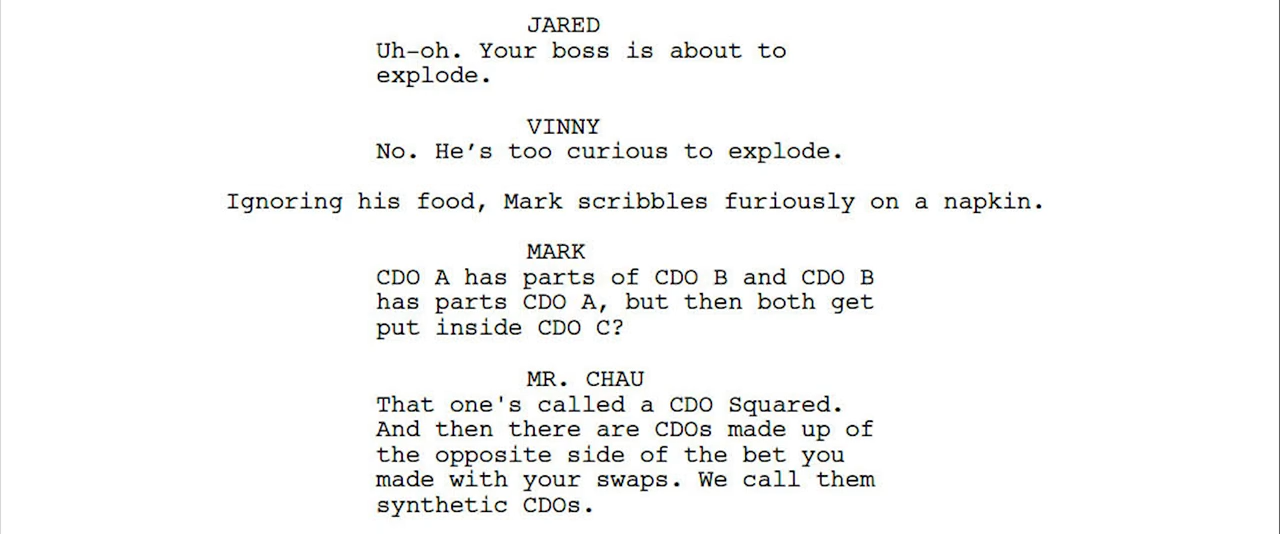 JARED
Uh-oh. Your boss is about to
explode.
VINNY
No. He’s too curious to explode.
Ignoring his food, Mark scribbles furiously on a napkin.
MARK
CDO A has parts of CDO B and CDO B
has parts CDO A, but then both get
put inside CDO C?
MR. CHAU
That one's called a CDO Squared.
And then there are CDOs made up of
the opposite side of the bet you
made with your swaps. We call them
synthetic CDOs.